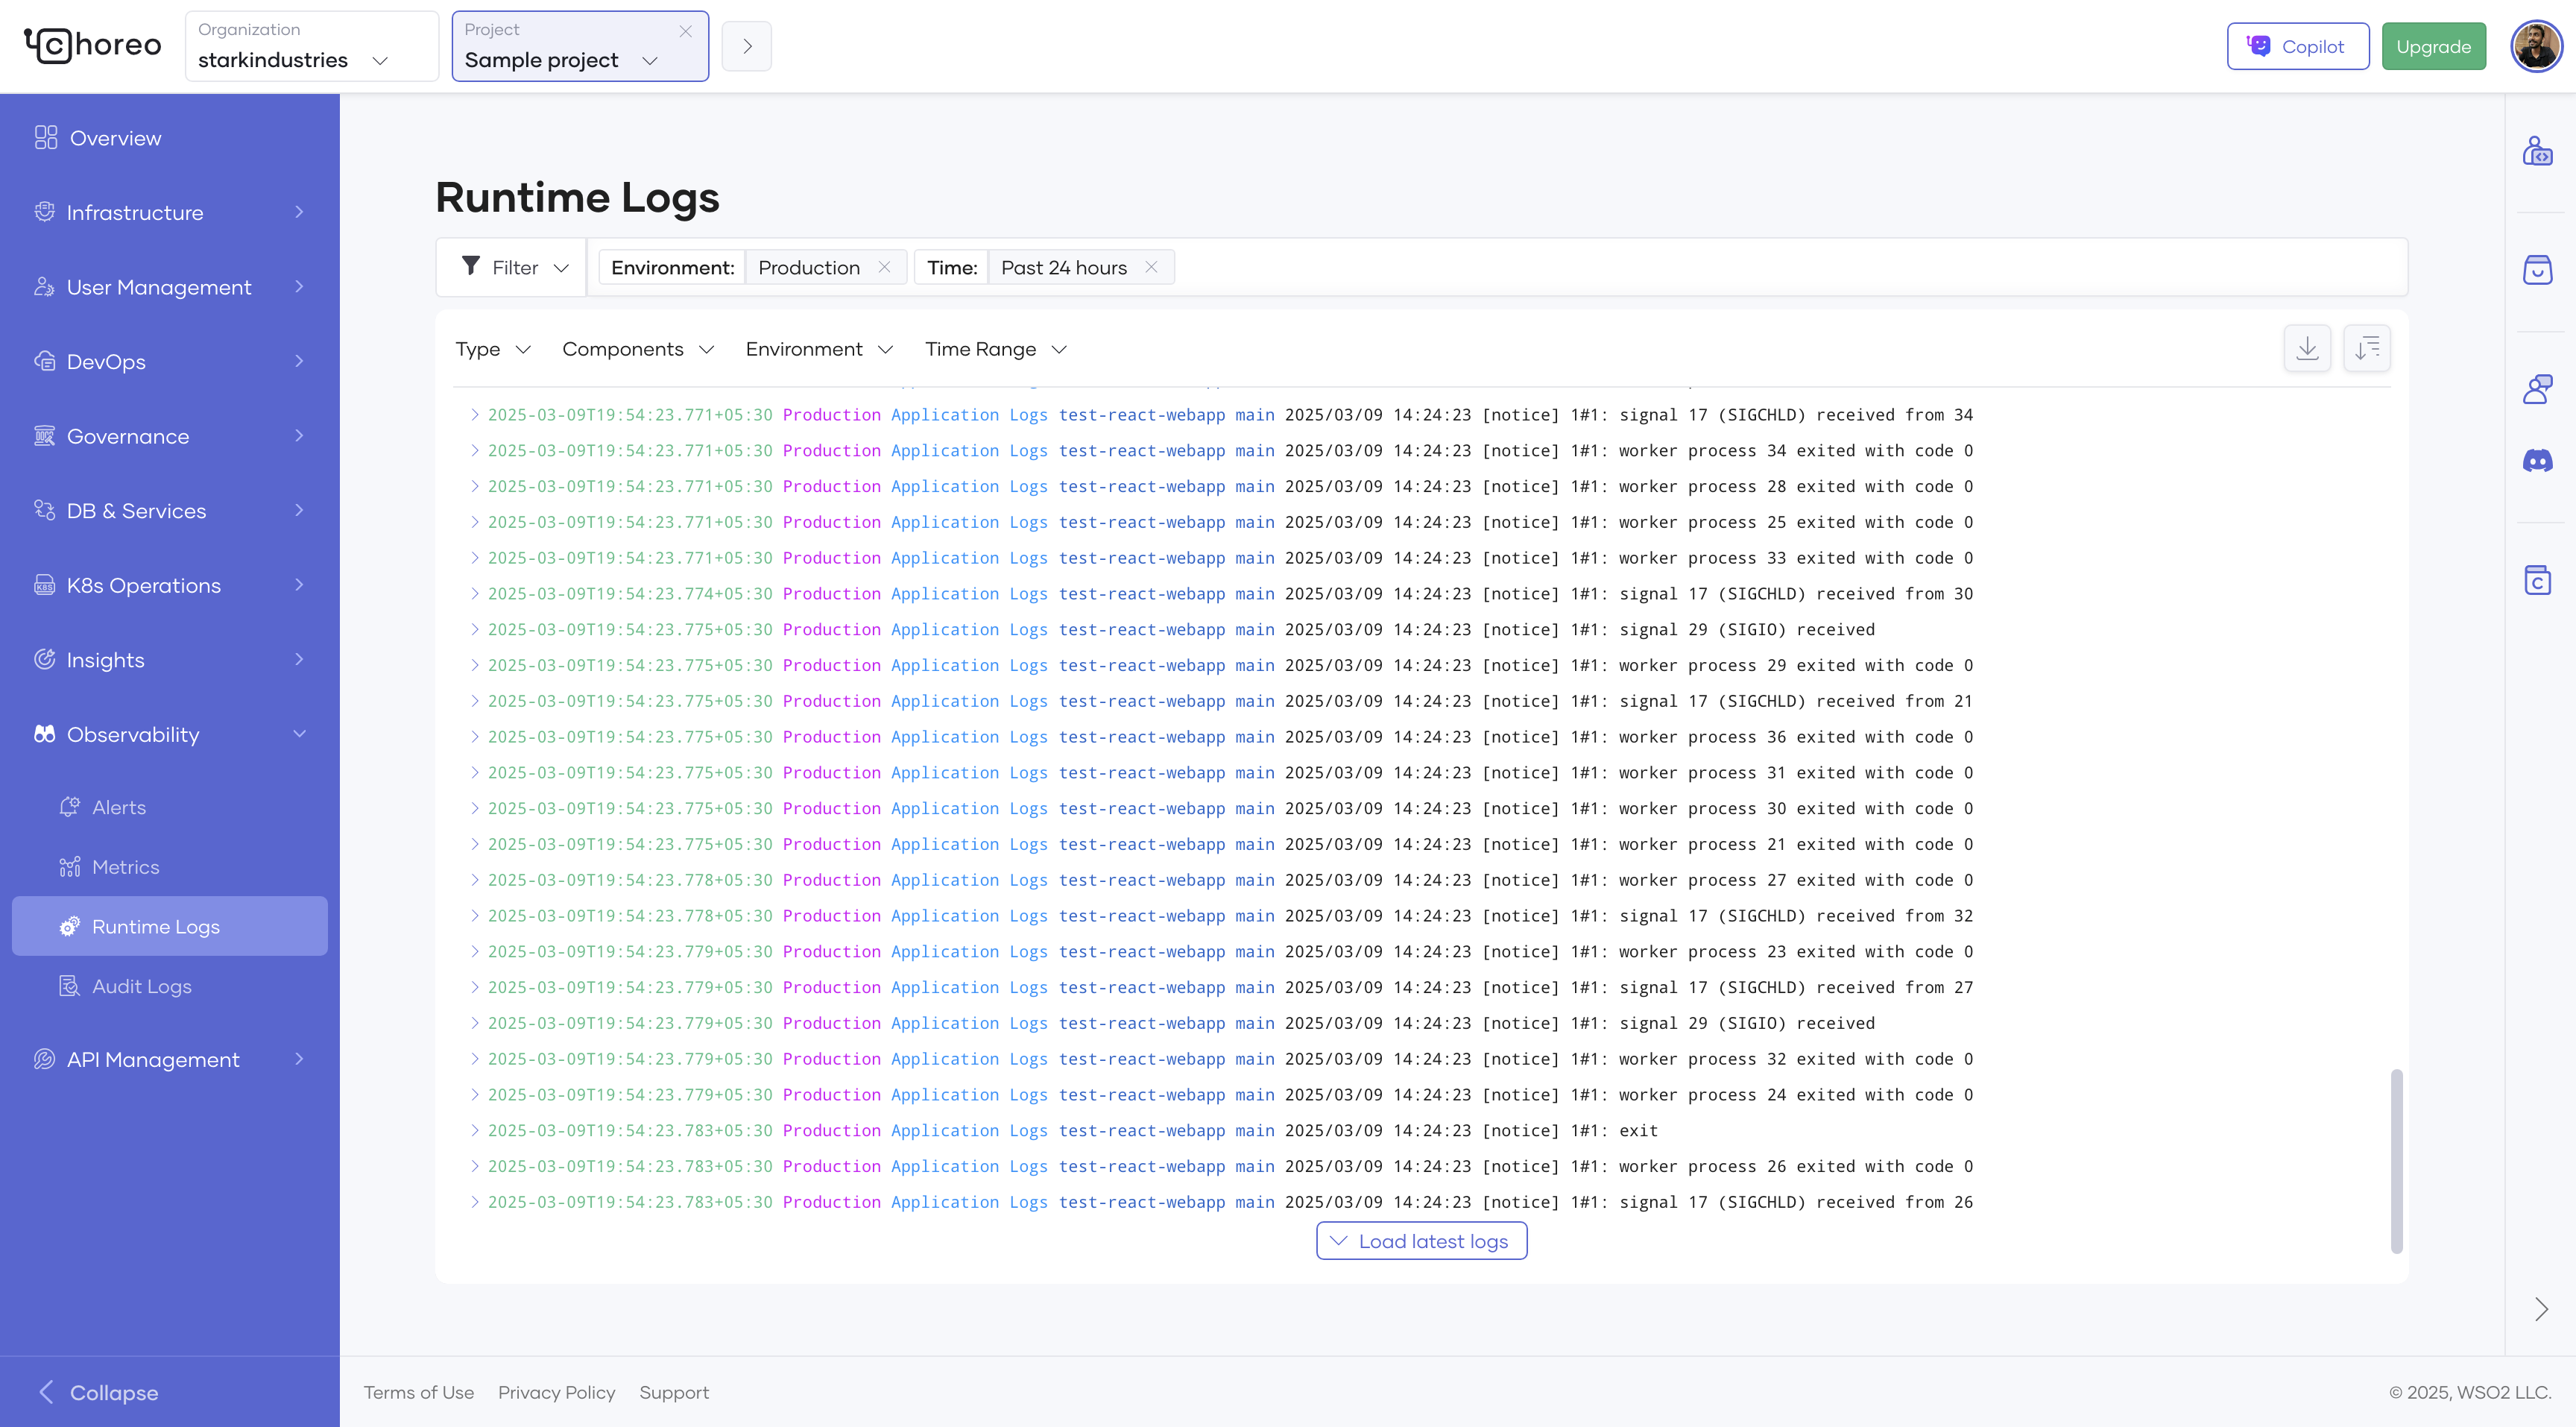 choreo
Organization
starkindustries
Project
Sample project
Copilot
Upgrade
Overview
Infrastructure
User Management
DevOps
Governance
DB & Services
K8s Operations
Insights
Observability
Alerts
Metrics
Runtime Logs
Audit Logs
API Management
Collapse
Runtime Logs
Filter Environment: Production Time: Past 24 hours
Type Components Environment Time Range
2025-03-09T19:54:23.771+05:30 Production Application Logs test-react-webapp main 2025/03/09 14:24:23 [notice] 1#1: signal 17 (SIGCHLD) received from 34
2025-03-09T19:54:23.771+05:30 Production Application Logs test-react-webapp main 2025/03/09 14:24:23 [notice] 1#1: worker process 34 exited with code 0
2025-03-09T19:54:23.771+05:30 Production Application Logs test-react-webapp main 2025/03/09 14:24:23 [notice] 1#1: worker process 28 exited with code 0
2025-03-09T19:54:23.771+05:30 Production Application Logs test-react-webapp main 2025/03/09 14:24:23 [notice] 1#1: worker process 25 exited with code 0
2025-03-09T19:54:23.771+05:30 Production Application Logs test-react-webapp main 2025/03/09 14:24:23 [notice] 1#1: worker process 33 exited with code 0
2025-03-09T19:54:23.774+05:30 Production Application Logs test-react-webapp main 2025/03/09 14:24:23 [notice] 1#1: signal 17 (SIGCHLD) received from 30
2025-03-09T19:54:23.775+05:30 Production Application Logs test-react-webapp main 2025/03/09 14:24:23 [notice] 1#1: signal 29 (SIGIO) received
2025-03-09T19:54:23.775+05:30 Production Application Logs test-react-webapp main 2025/03/09 14:24:23 [notice] 1#1: worker process 29 exited with code 0
2025-03-09T19:54:23.775+05:30 Production Application Logs test-react-webapp main 2025/03/09 14:24:23 [notice] 1#1: signal 17 (SIGCHLD) received from 21
2025-03-09T19:54:23.775+05:30 Production Application Logs test-react-webapp main 2025/03/09 14:24:23 [notice] 1#1: worker process 36 exited with code 0
2025-03-09T19:54:23.775+05:30 Production Application Logs test-react-webapp main 2025/03/09 14:24:23 [notice] 1#1: worker process 31 exited with code 0
2025-03-09T19:54:23.775+05:30 Production Application Logs test-react-webapp main 2025/03/09 14:24:23 [notice] 1#1: worker process 30 exited with code 0
2025-03-09T19:54:23.775+05:30 Production Application Logs test-react-webapp main 2025/03/09 14:24:23 [notice] 1#1: worker process 21 exited with code 0
2025-03-09T19:54:23.778+05:30 Production Application Logs test-react-webapp main 2025/03/09 14:24:23 [notice] 1#1: worker process 27 exited with code 0
2025-03-09T19:54:23.778+05:30 Production Application Logs test-react-webapp main 2025/03/09 14:24:23 [notice] 1#1: signal 17 (SIGCHLD) received from 32
2025-03-09T19:54:23.779+05:30 Production Application Logs test-react-webapp main 2025/03/09 14:24:23 [notice] 1#1: worker process 23 exited with code 0
2025-03-09T19:54:23.779+05:30 Production Application Logs test-react-webapp main 2025/03/09 14:24:23 [notice] 1#1: signal 17 (SIGCHLD) received from 27
2025-03-09T19:54:23.779+05:30 Production Application Logs test-react-webapp main 2025/03/09 14:24:23 [notice] 1#1: signal 29 (SIGIO) received
2025-03-09T19:54:23.779+05:30 Production Application Logs test-react-webapp main 2025/03/09 14:24:23 [notice] 1#1: worker process 32 exited with code 0
2025-03-09T19:54:23.779+05:30 Production Application Logs test-react-webapp main 2025/03/09 14:24:23 [notice] 1#1: worker process 24 exited with code 0
2025-03-09T19:54:23.783+05:30 Production Application Logs test-react-webapp main 2025/03/09 14:24:23 [notice] 1#1: exit
2025-03-09T19:54:23.783+05:30 Production Application Logs test-react-webapp main 2025/03/09 14:24:23 [notice] 1#1: worker process 26 exited with code 0
2025-03-09T19:54:23.783+05:30 Production Application Logs test-react-webapp main 2025/03/09 14:24:23 [notice] 1#1: signal 17 (SIGCHLD) received from 26
Load latest logs
Terms of Use Privacy Policy Support
© 2025, WSO2 LLC.